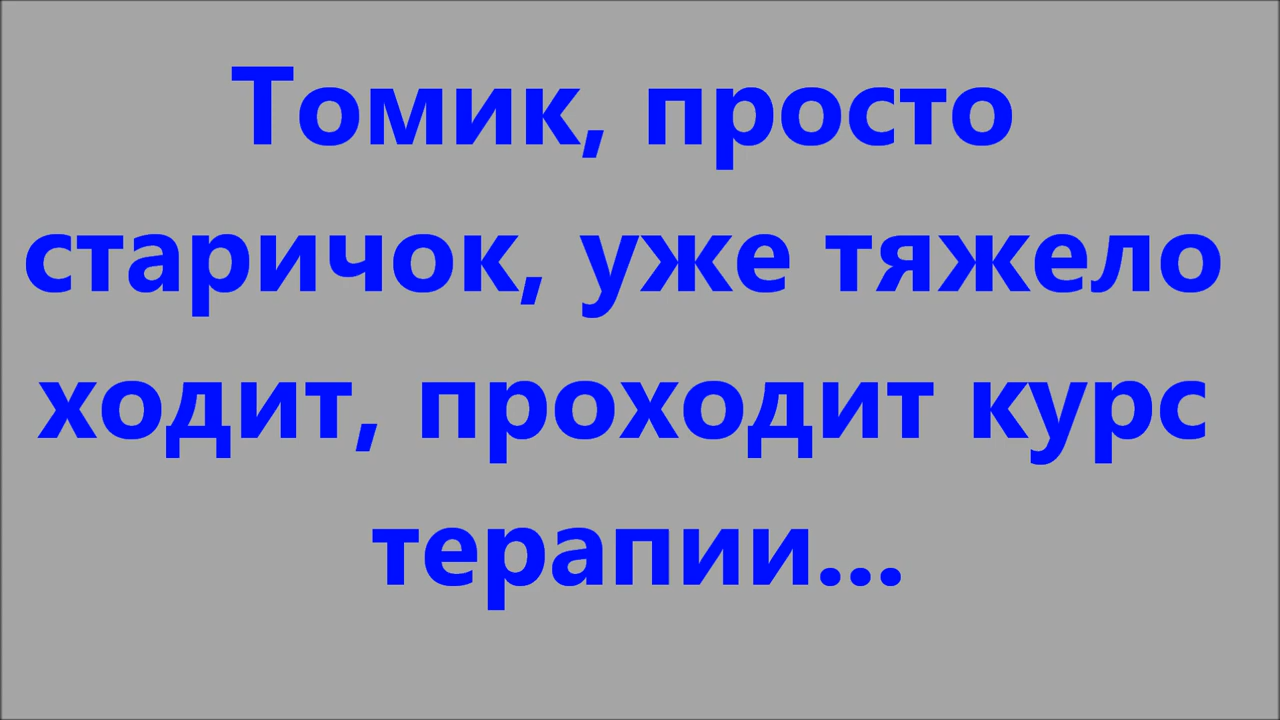 Томик, просто
старичок, уже тяжело
ходит, проходит курс
терапии...